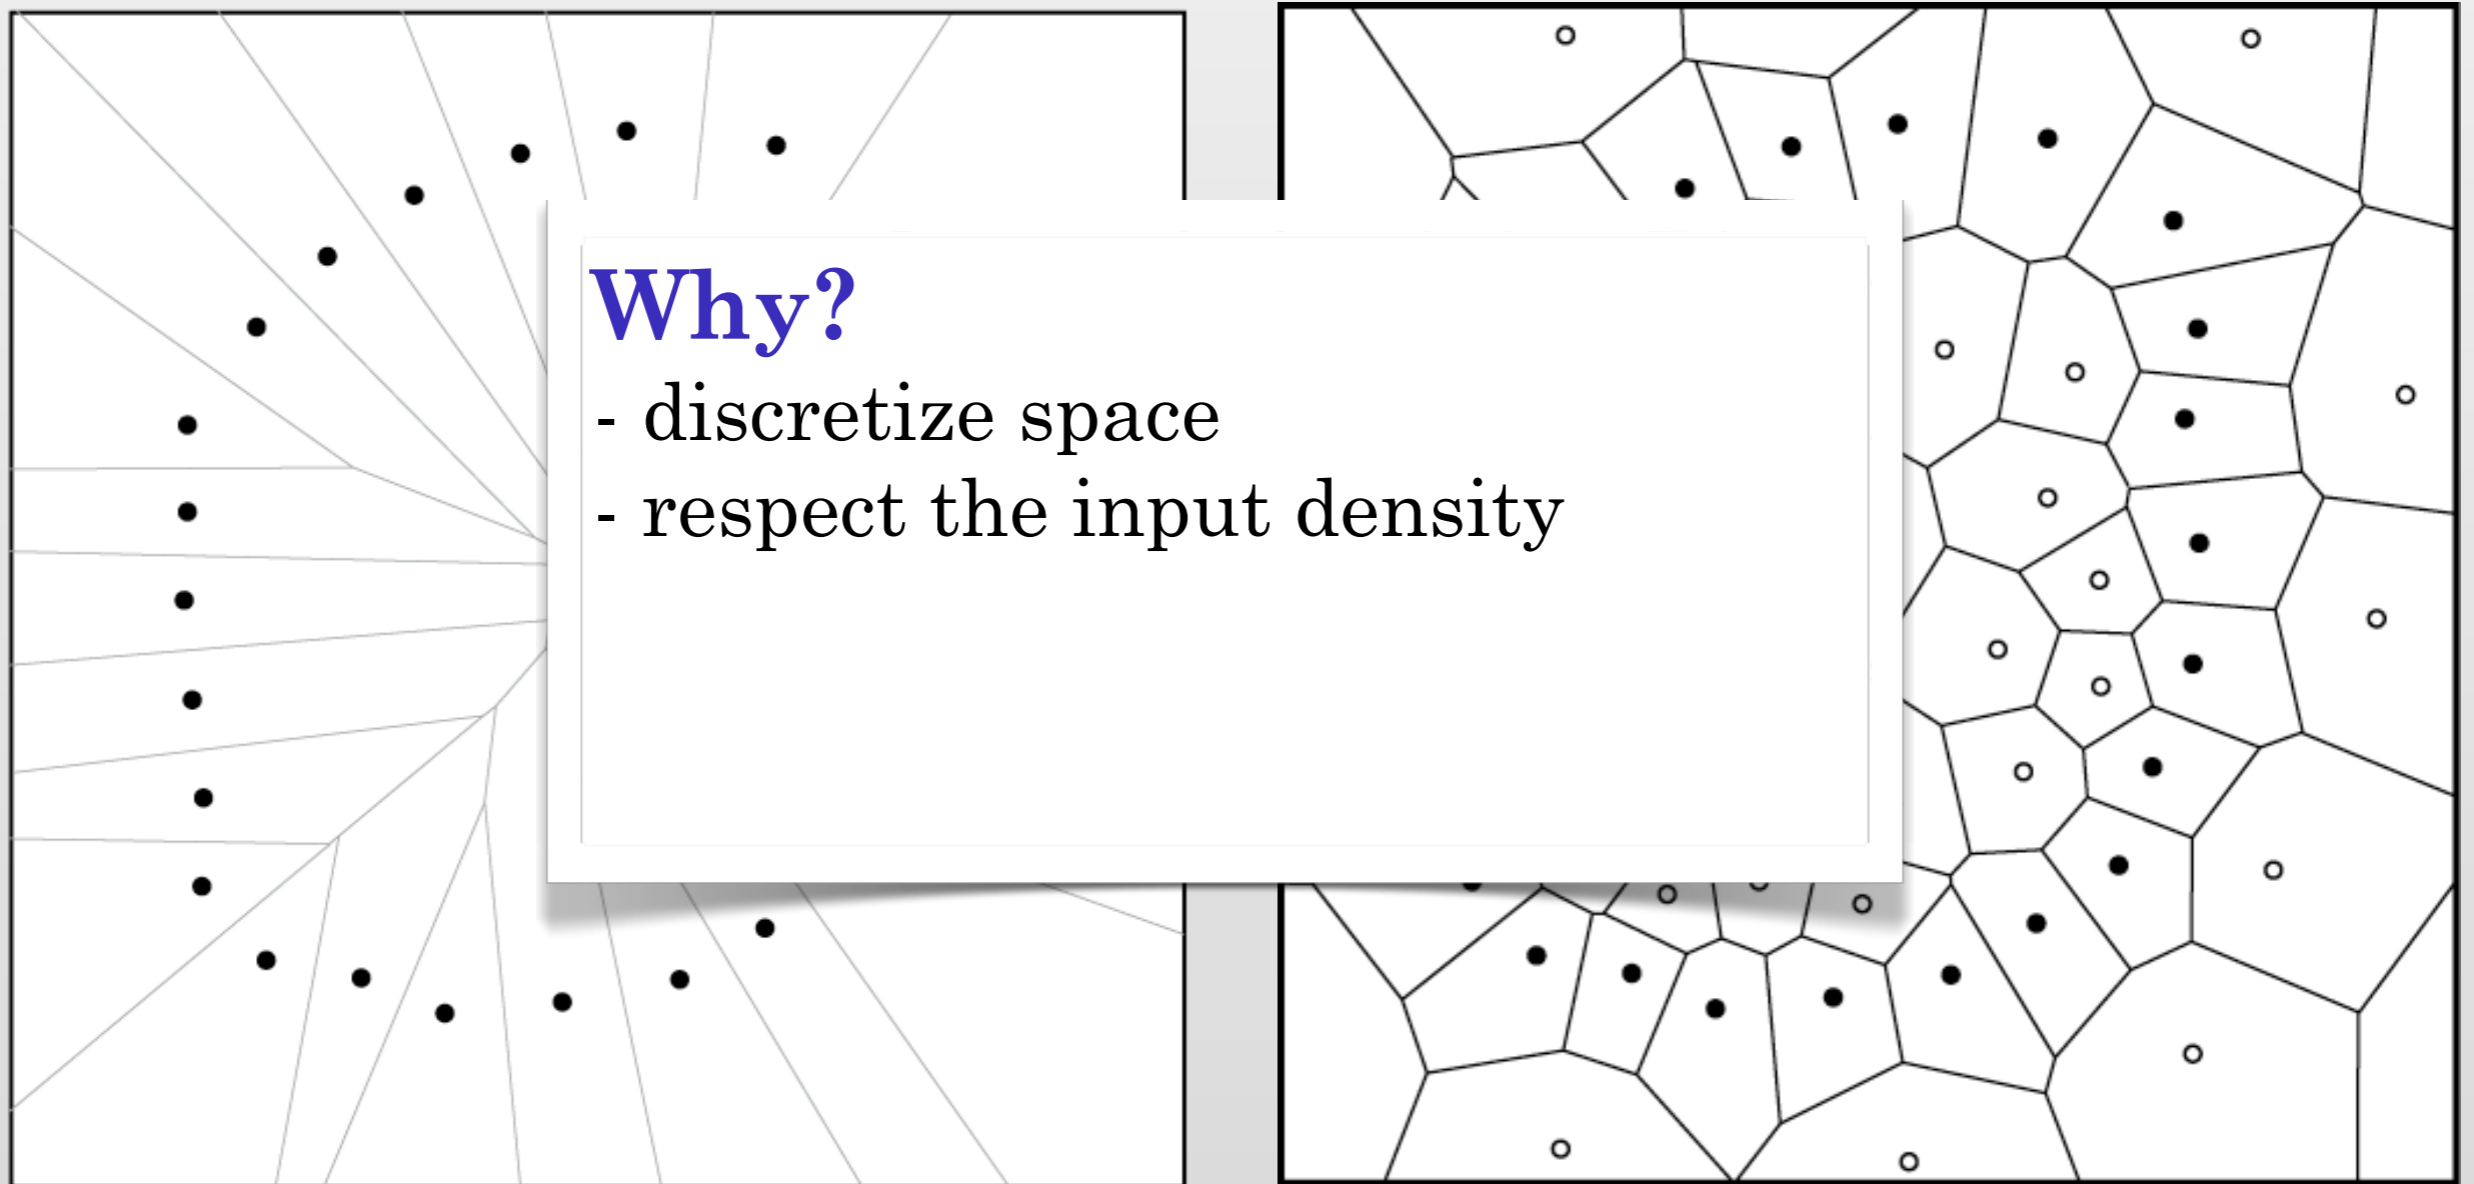 Why?
- discretize space
- respect the input density